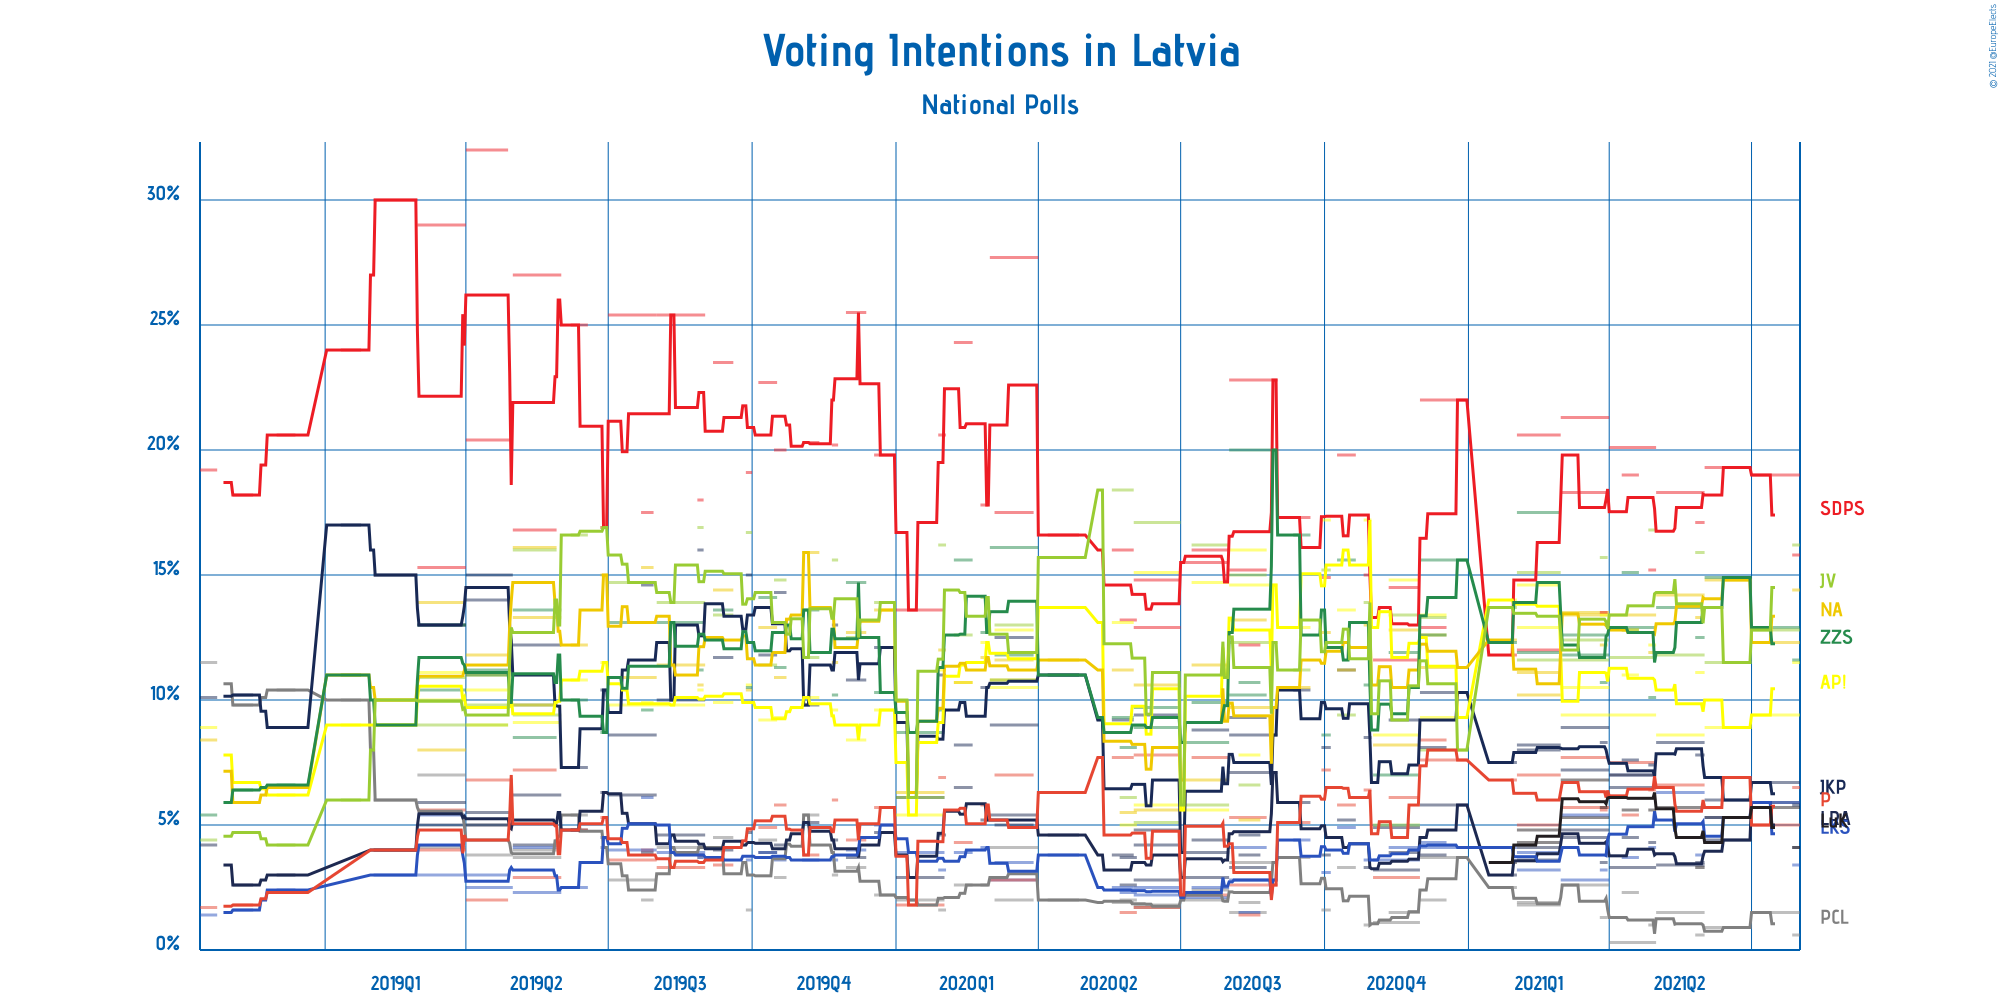 Voting Intentions in Latvia
National Polls
© 2021 @EuropeElects
30%
25%
20%
15%
10%
5%
0%
SDPS
JV
NA
ZZS
API
JKP
P
LPA
LKS
PCL
2019Q1 2019Q2 2019Q3 2019Q4 2020Q1 2020Q2 2020Q3 2020Q4 2021Q1 2021Q2